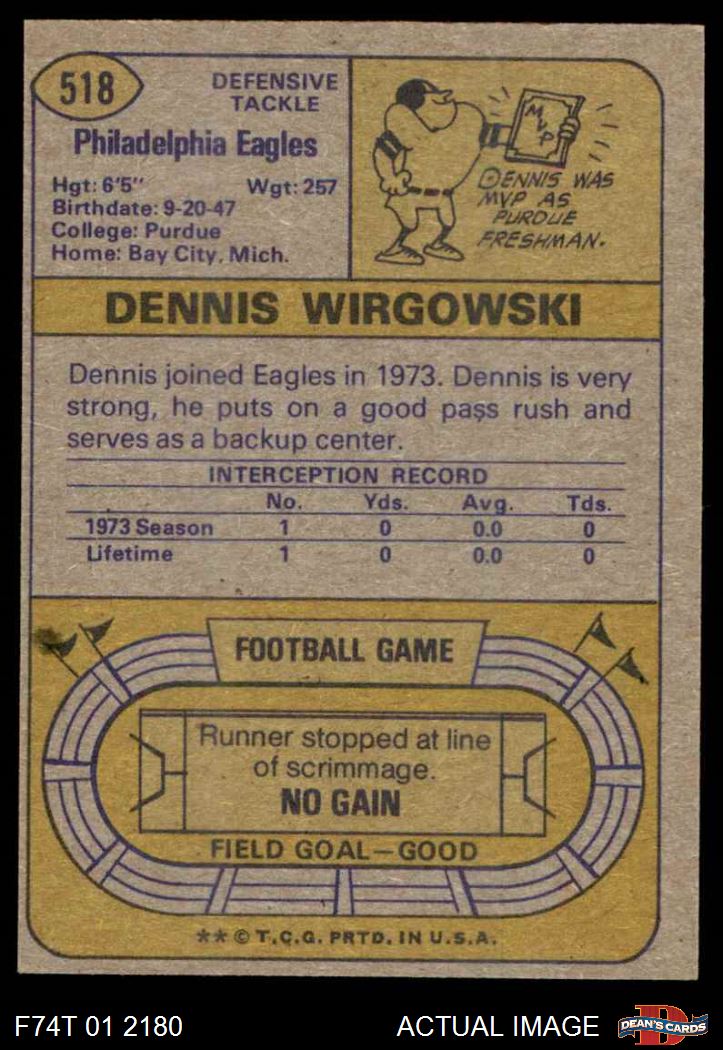 518
DEFENSIVE
TACKLE
Philadelphia Eagles
Hgt: 6'5" Wgt: 257
Birthdate: 9-20-47
College: Purdue
Home: Bay City, Mich.
MVP
DENNIS WAS
MVP AS
PURDUE
FRESHMAN.
DENNIS WIRGOWSKI
Dennis joined Eagles in 1973. Dennis is very
strong, he puts on a good pass rush and
serves as a backup center.
INTERCEPTION RECORD
No. Yds. Avg. Tds.
1973 Season 1 0 0.0 0
Lifetime 1 0 0.0 0
FOOTBALL GAME
Runner stopped at line
of scrimmage.
NO GAIN
FIELD GOAL—GOOD
** © T.C.G. PRTD. IN U.S.A.
F74T 01 2180 ACTUAL IMAGE
D
DEAN'S CARDS